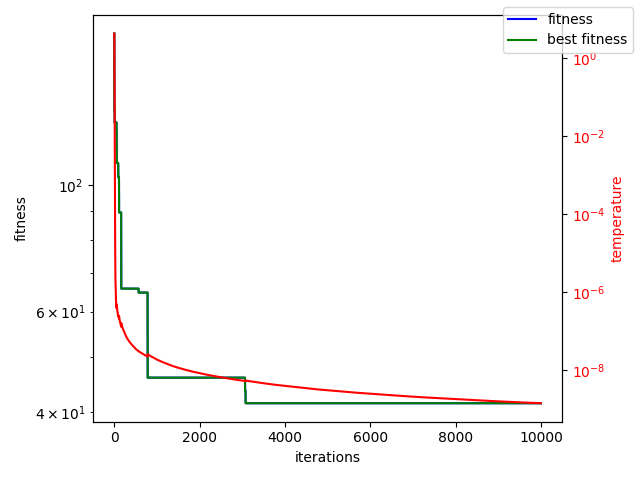 fitness
best fitness
10^0
10^-2
10^2
10^-4
fitness
temperature
10^-6
6 × 10^1
10^-8
4 × 10^1
0 2000 4000 6000 8000 10000
iterations